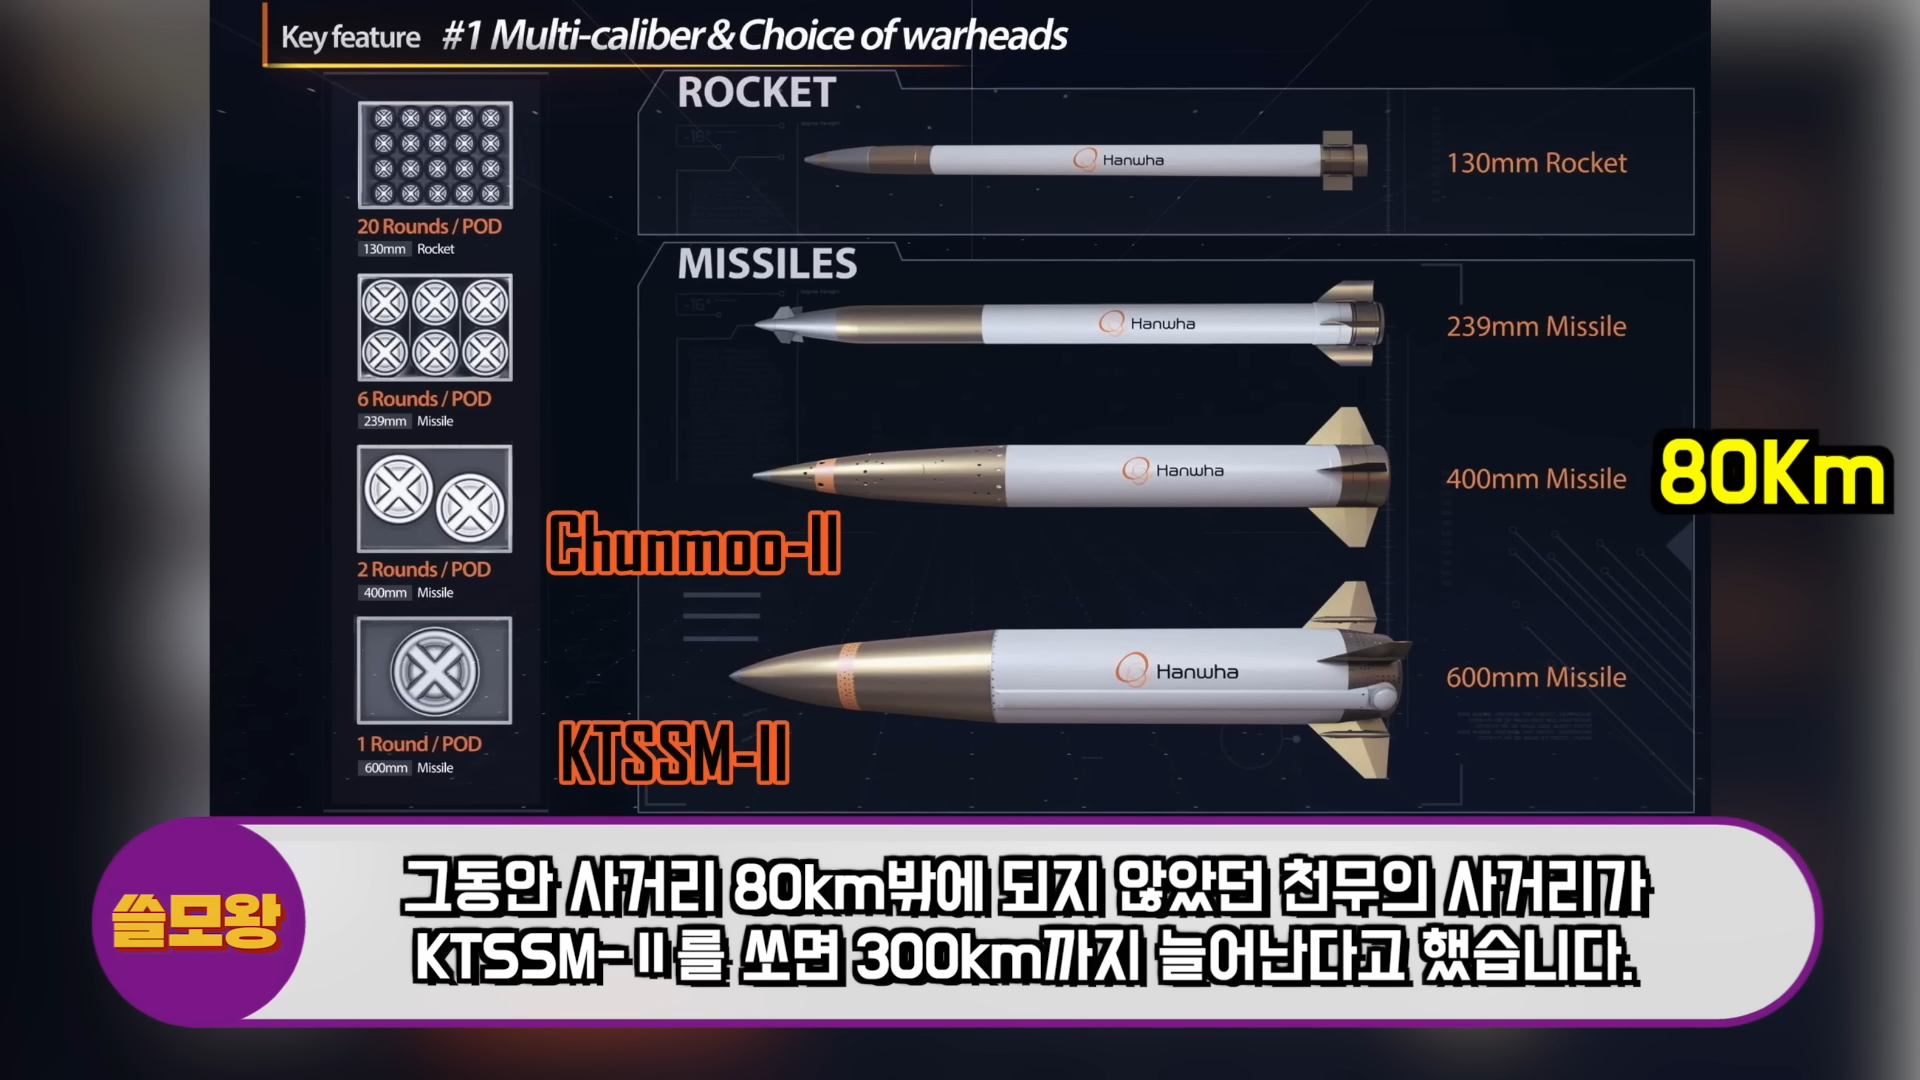 Key feature #1 Multi-caliber & Choice of warheads
20 Rounds / POD
130mm Rocket
6 Rounds / POD
239mm Missile
2 Rounds / POD
400mm Missile
1 Round / POD
600mm Missile
ROCKET
Hanwha
130mm Rocket
MISSILES
Hanwha
239mm Missile
Hanwha
400mm Missile
80Km
Chunmoo-II
Hanwha
600mm Missile
KTSSM-II
쓸모왕
그동안 사거리 80km밖에 되지 않았던 천무의 사거리가
KTSSM-Ⅱ를 쏘면 300km까지 늘어난다고 했습니다.